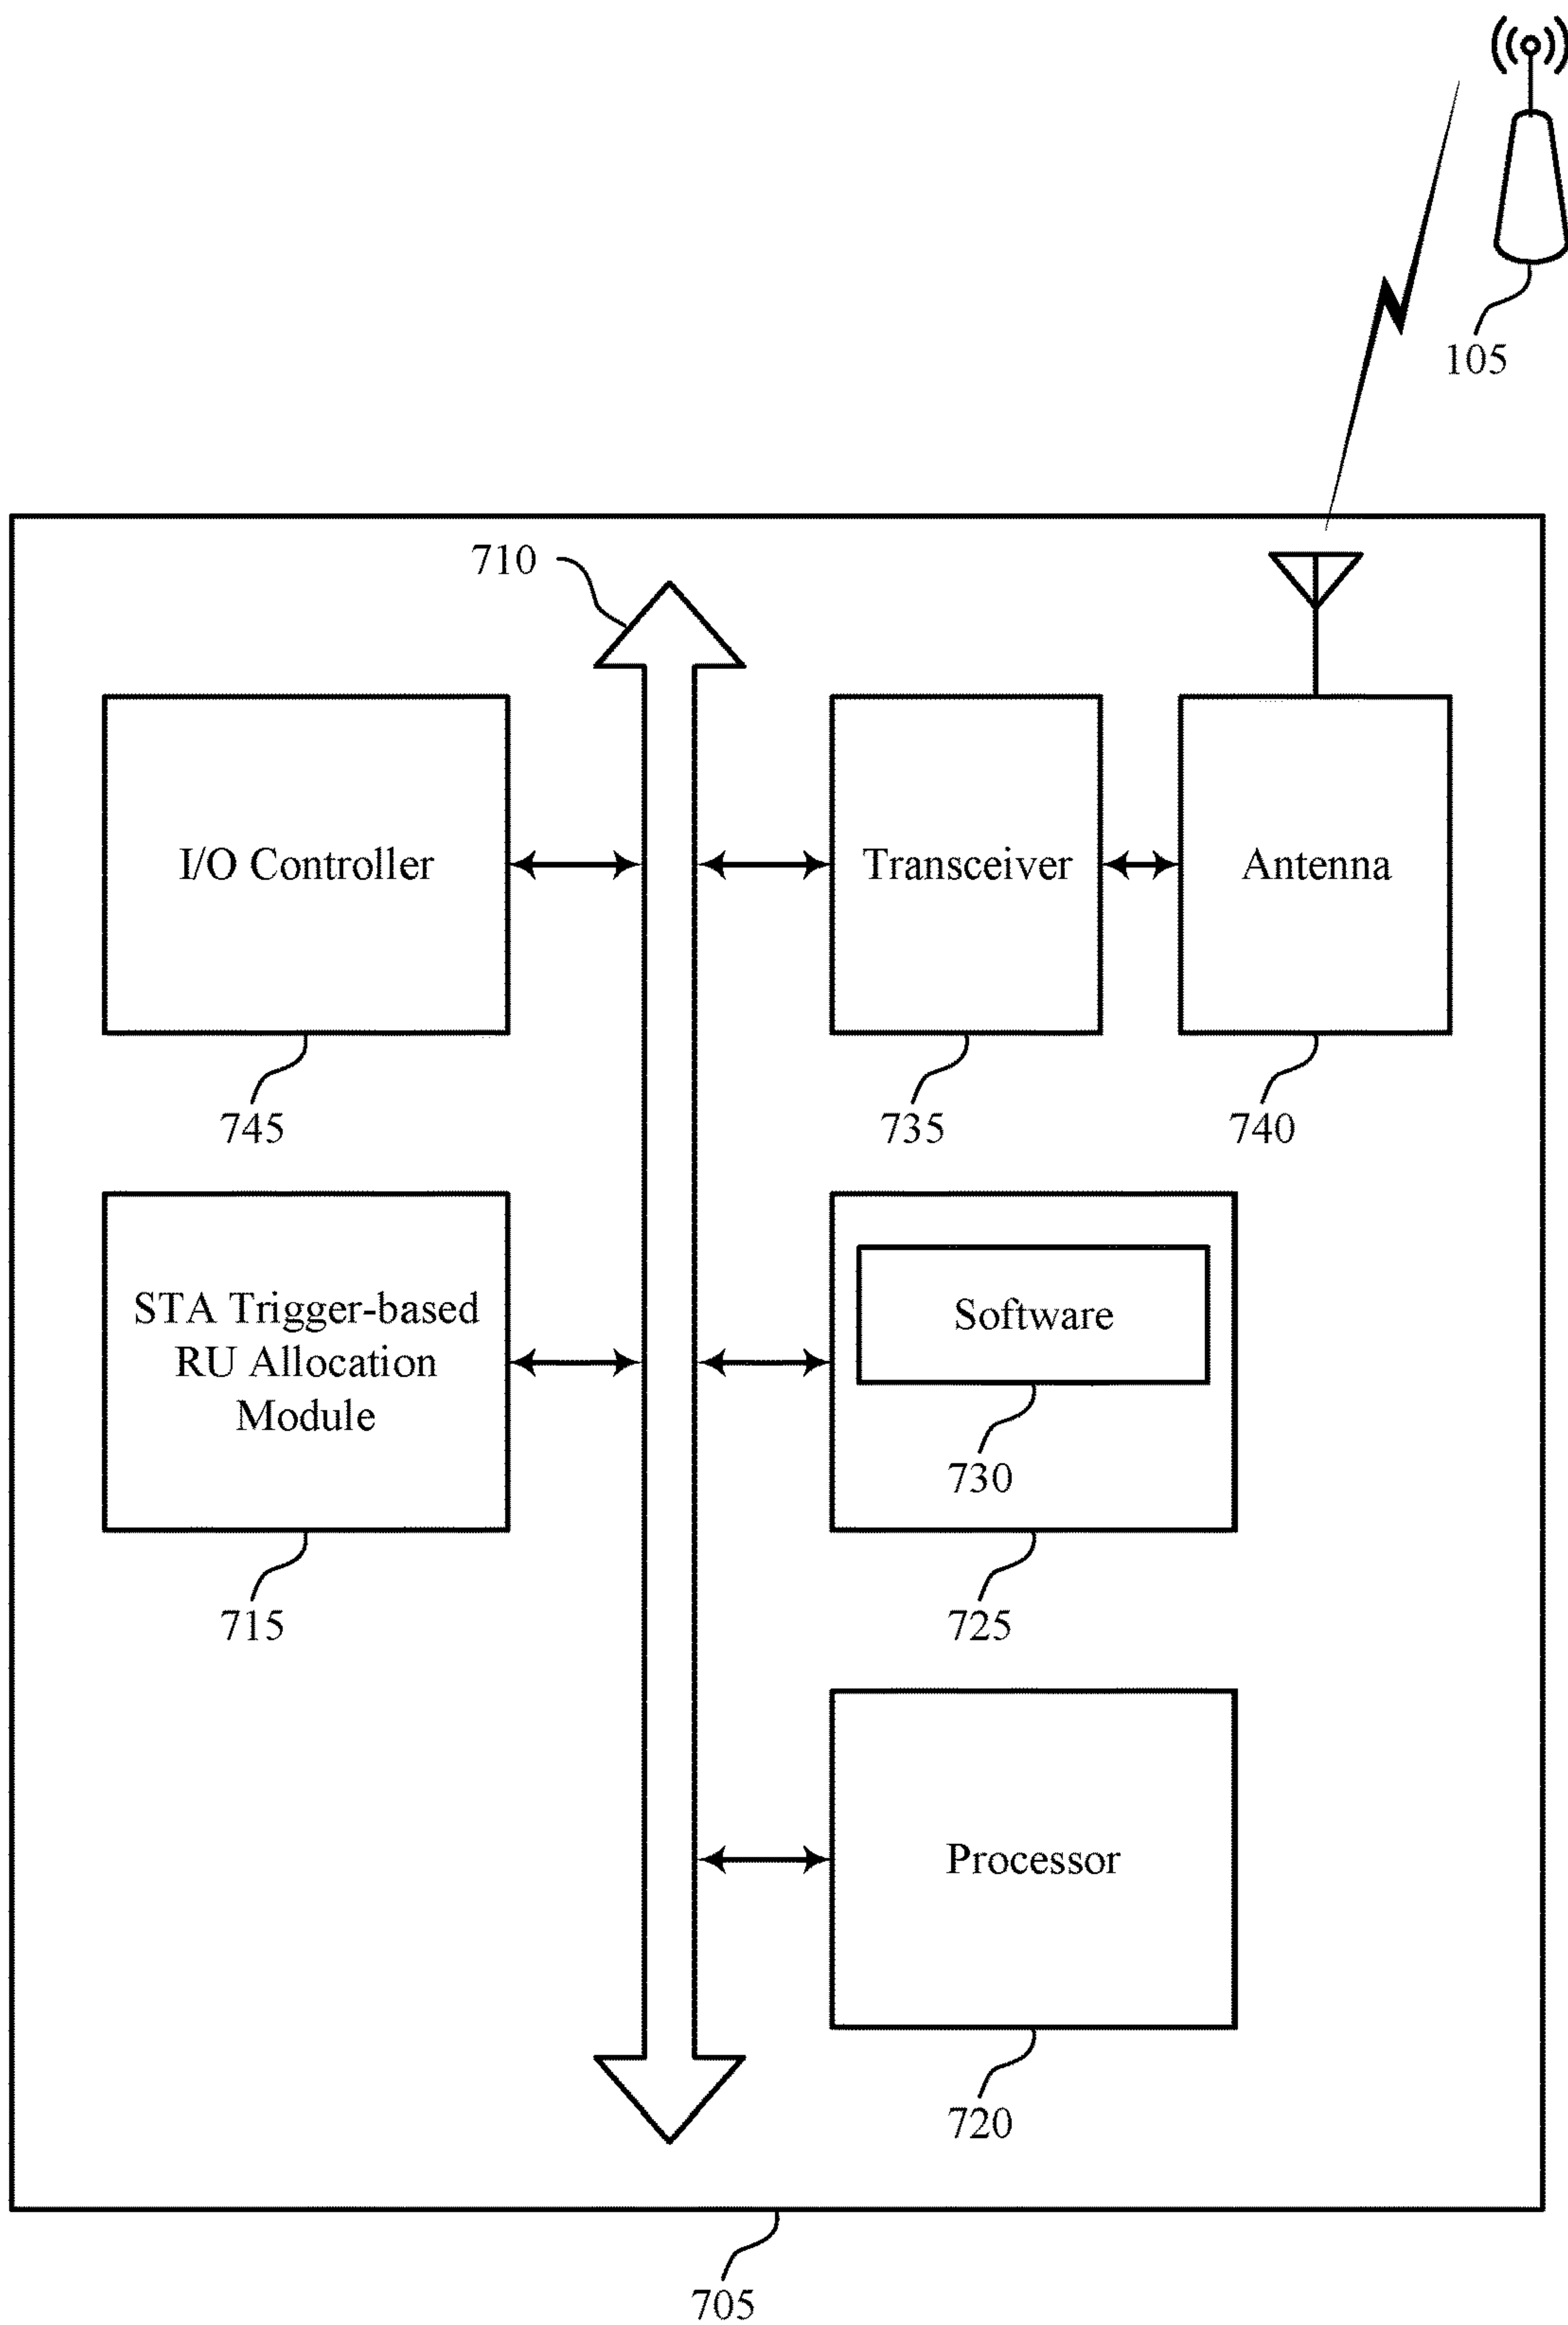 105
710
I/O Controller
Transceiver
Antenna
745
735
740
STA Trigger-based
RU Allocation
Module
Software
730
715
725
Processor
720
705